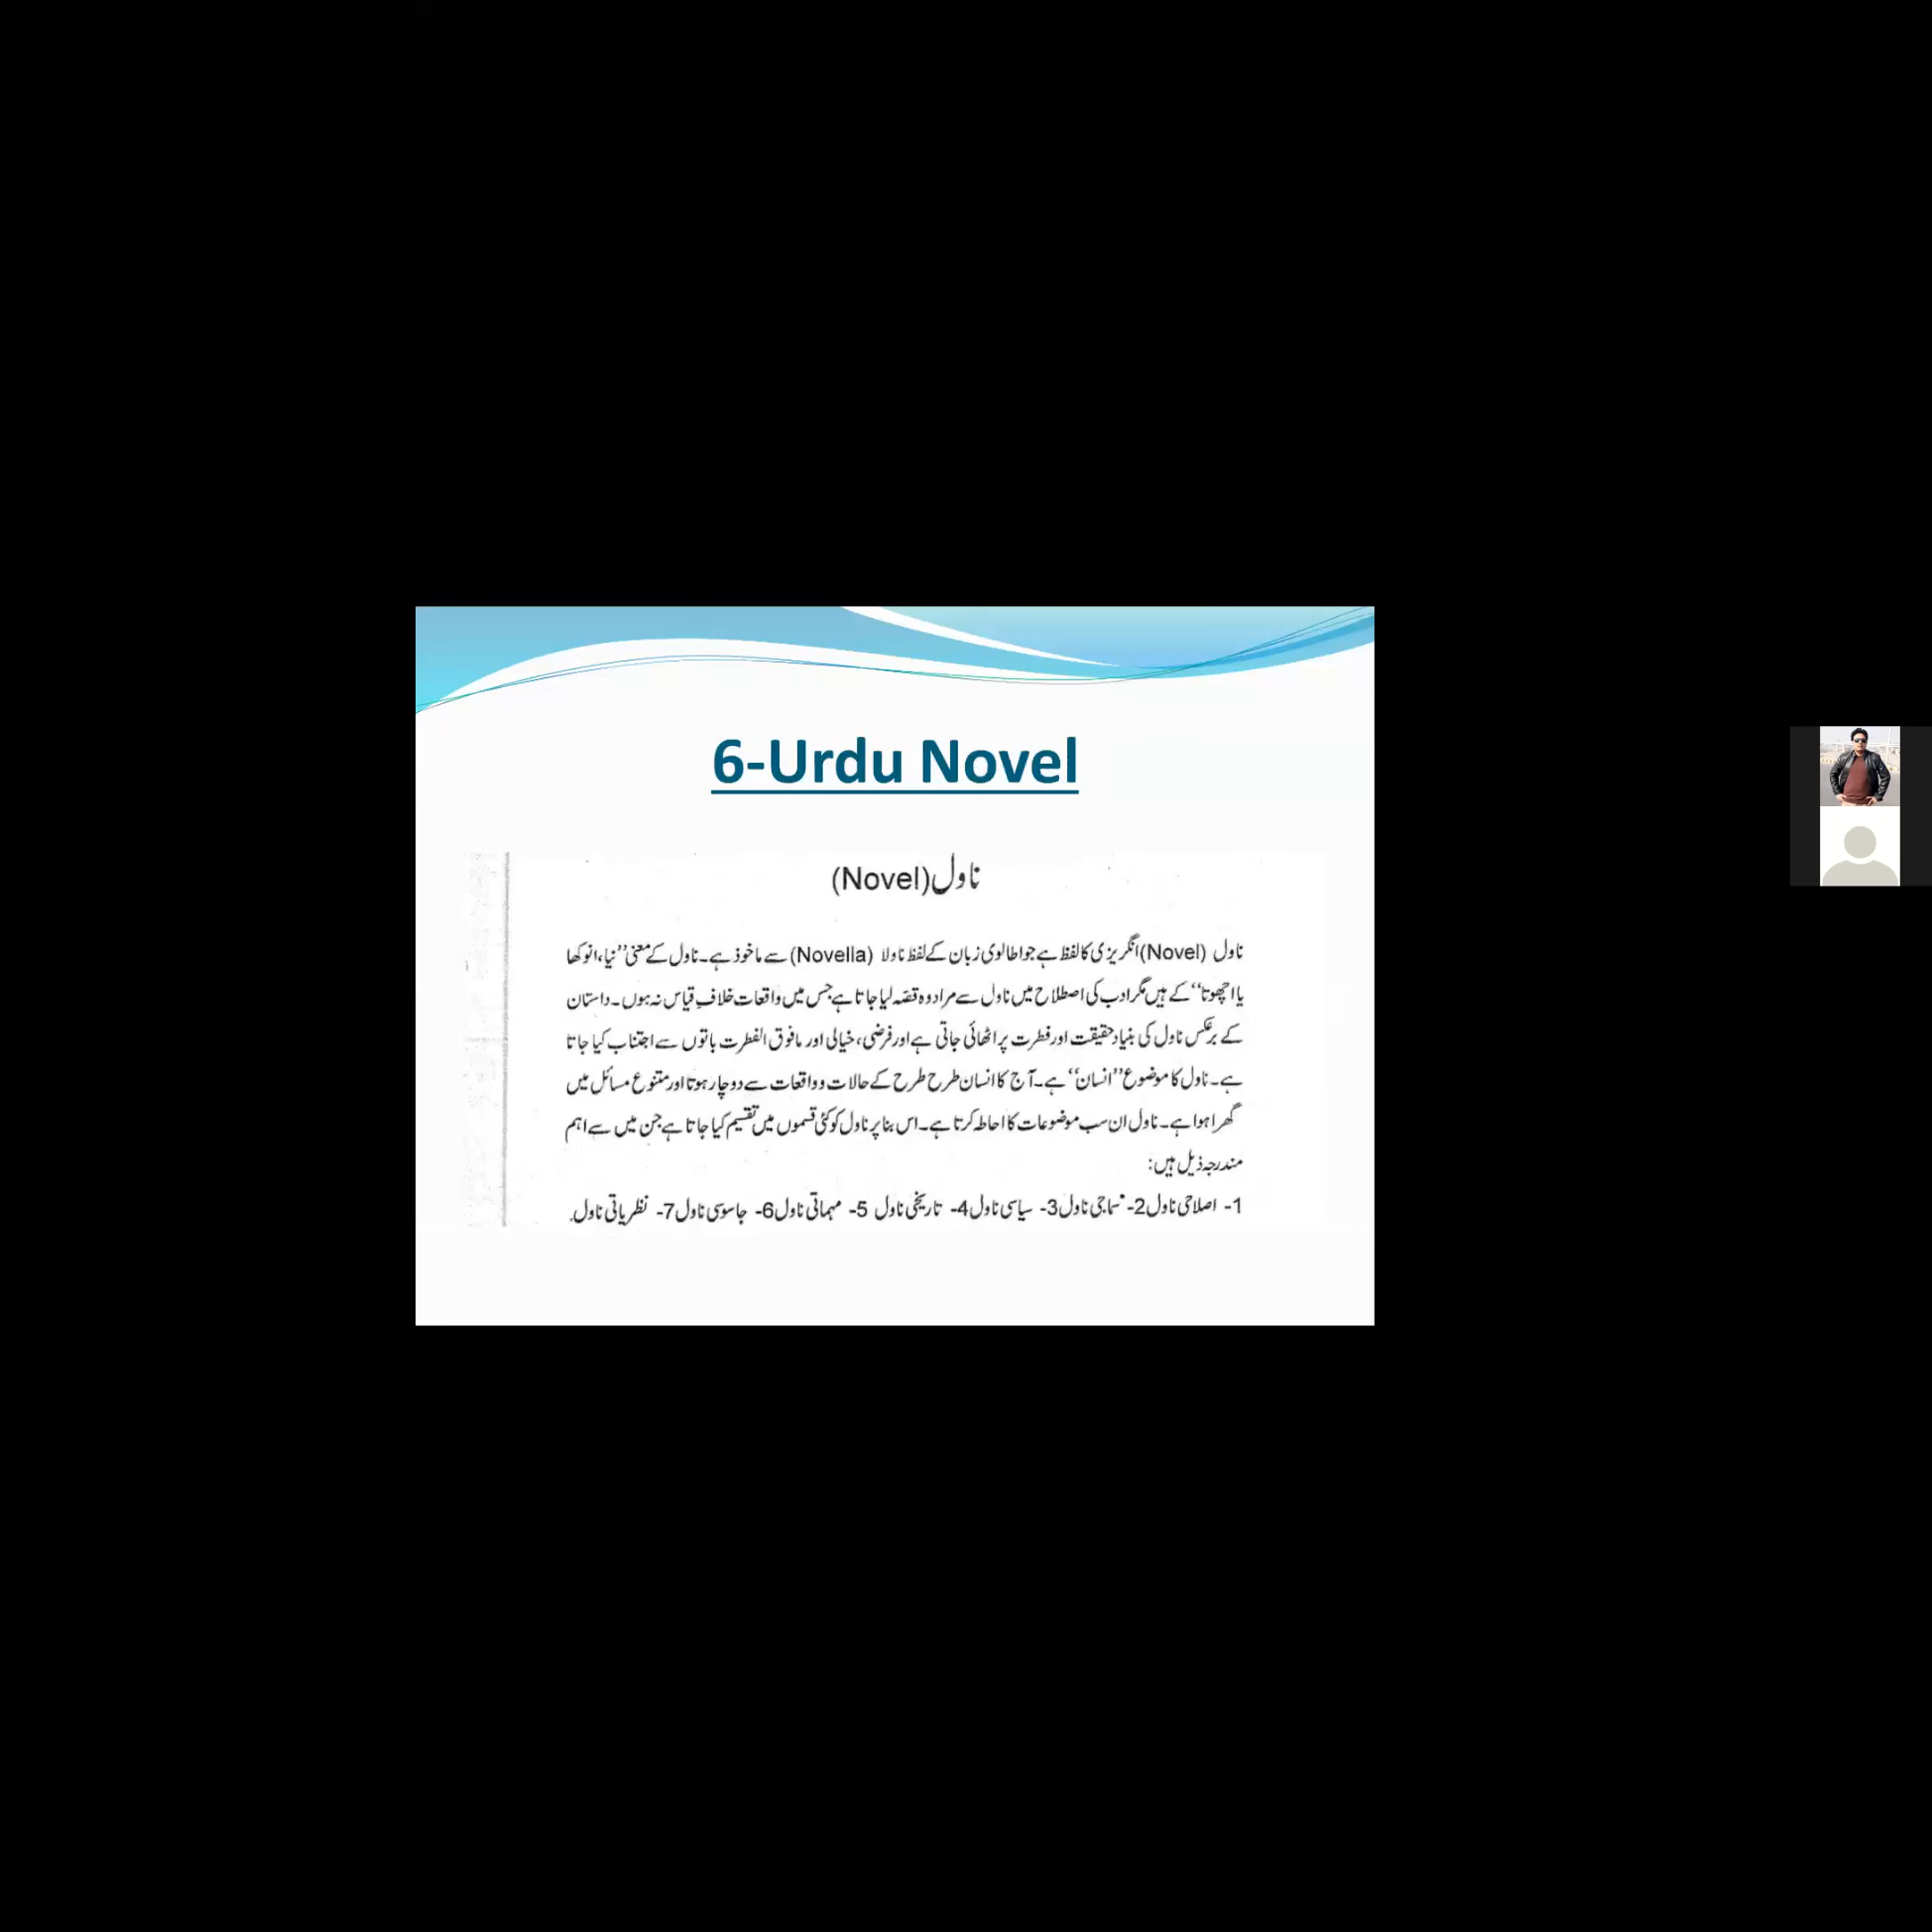 6-Urdu Novel
ناول(Novel)
ناول (Novel)انگریزی کا لفظ ہے جو اطالوی زبان کے لفظ ناولا (Novella) سے ماخوذ ہے۔ ناول کے معنی ’’نیا، انوکھا
یا اچھوتا‘‘ کے ہیں مگر ادب کی اصطلاح میں ناول سے مراد وہ قصّہ لیا جاتا ہے جس میں واقعات خلافِ قیاس نہ ہوں۔ داستان
کے برعکس ناول کی بنیاد حقیقت اور فطرت پر اٹھائی جاتی ہے اور فرضی، خیالی اور مافوق الفطرت باتوں سے اجتناب کیا جاتا
ہے۔ ناول کا موضوع ’’انسان‘‘ ہے۔ آج کا انسان طرح طرح کے حالات و واقعات سے دوچار ہوتا اور متنوع مسائل میں
گھرا ہوا ہے۔ ناول ان سب موضوعات کا احاطہ کرتا ہے۔ اس بنا پر ناول کو کئی قسموں میں تقسیم کیا جاتا ہے جن میں سے اہم
مندرجہ ذیل ہیں:
1- اصلاحی ناول 2- سماجی ناول 3- سیاسی ناول 4- تاریخی ناول 5- مہماتی ناول 6- جاسوسی ناول 7- نظریاتی ناول۔